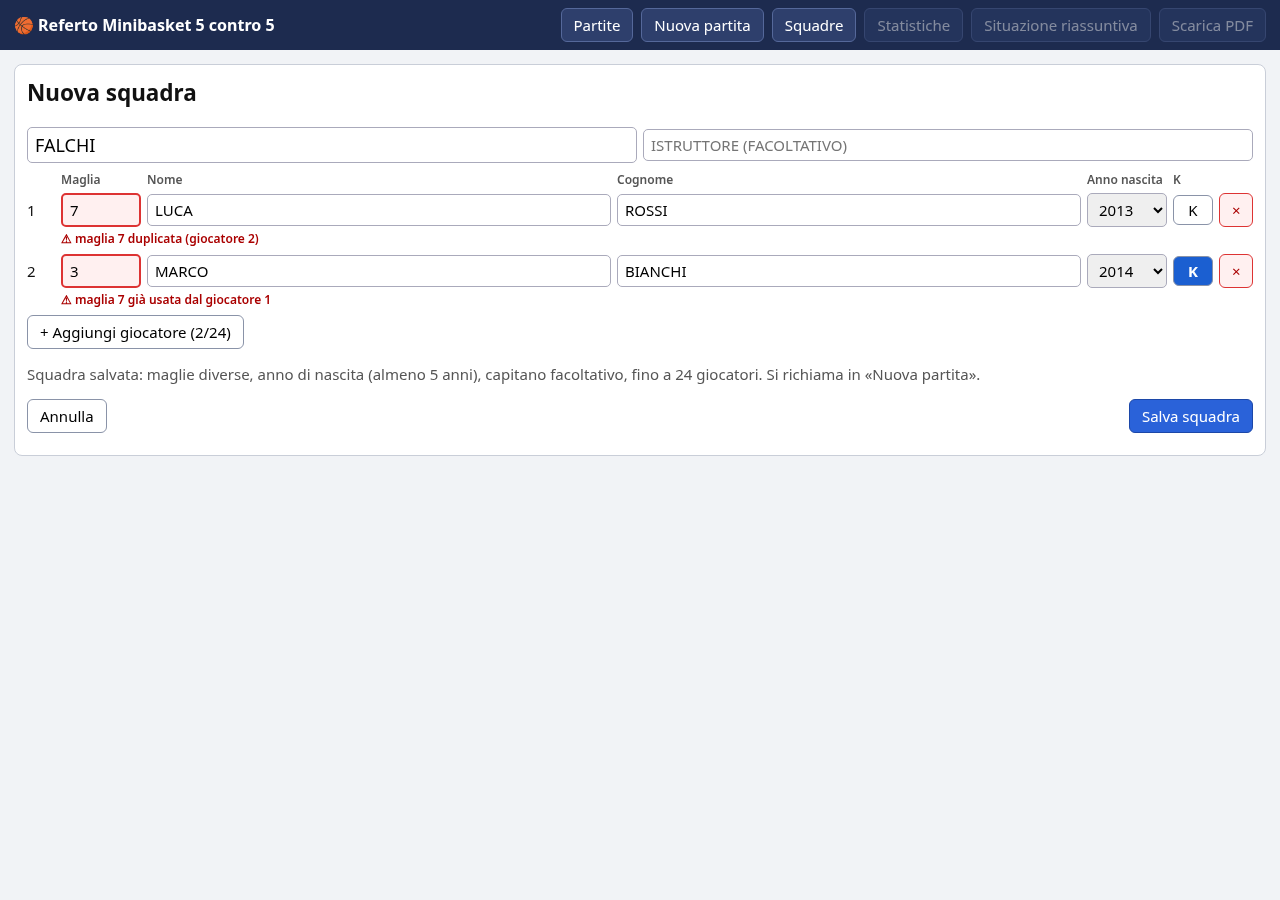 🏀 Referto Minibasket 5 contro 5 Partite Nuova partita Squadre Statistiche Situazione riassuntiva Scarica PDF
Nuova squadra
FALCHI ISTRUTTORE (FACOLTATIVO)
Maglia Nome Cognome Anno nascita K
1 7 LUCA ROSSI 2013 K ×
⚠ maglia 7 duplicata (giocatore 2)
2 3 MARCO BIANCHI 2014 K ×
⚠ maglia 7 già usata dal giocatore 1
+ Aggiungi giocatore (2/24)
Squadra salvata: maglie diverse, anno di nascita (almeno 5 anni), capitano facoltativo, fino a 24 giocatori. Si richiama in «Nuova partita».
Annulla Salva squadra